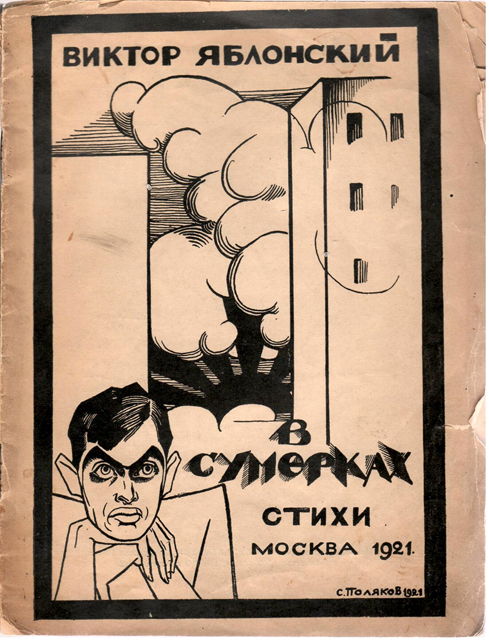 ВИКТОР ЯБЛОНСКИЙ
В
СУМЕРКАХ
СТИХИ
МОСКВА 1921.
С. ПОЛЯКОВ 1921